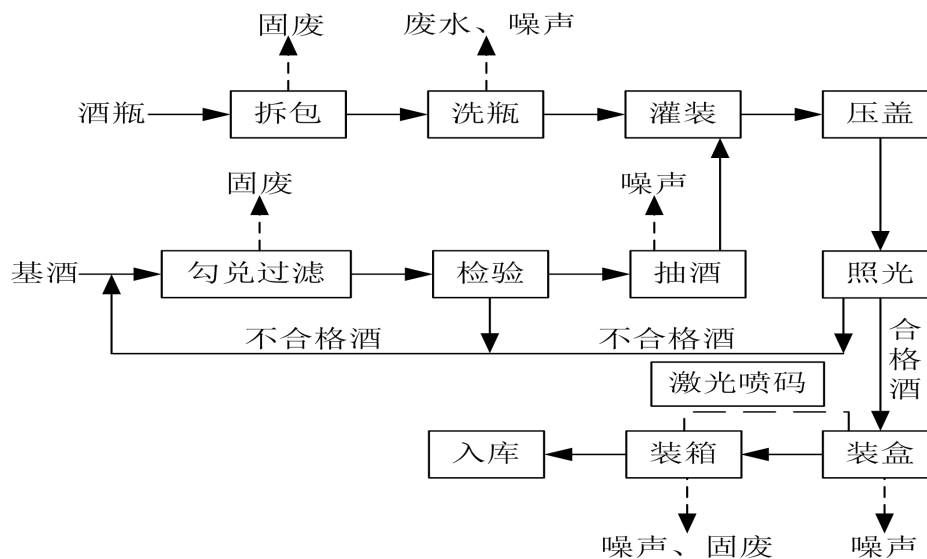 固废
废水、噪声
酒瓶
拆包
洗瓶
灌装
压盖
固废
噪声
基酒
勾兑过滤
检验
抽酒
照光
不合格酒
不合格酒
合格酒
激光喷码
入库
装箱
装盒
噪声、固废
噪声